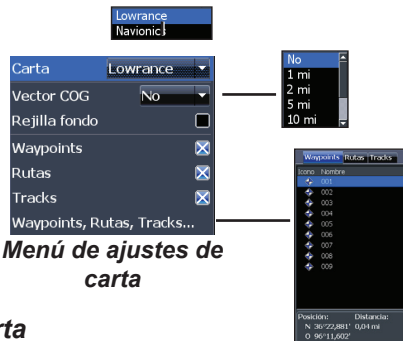 Lowrance
Navionics
Carta Lowrance
Vector COG No
Rejilla fondo
Waypoints
Rutas
Tracks
Waypoints, Rutas, Tracks...
No
1 mi
2 mi
5 mi
10 mi
Waypoints Rutas Tracks
Icono Nombre
001
002
003
004
005
006
007
008
009
Posición: Distancia:
N 36°22,881' 0,04 mi
O 96°11,602'
Menú de ajustes de
carta
rta